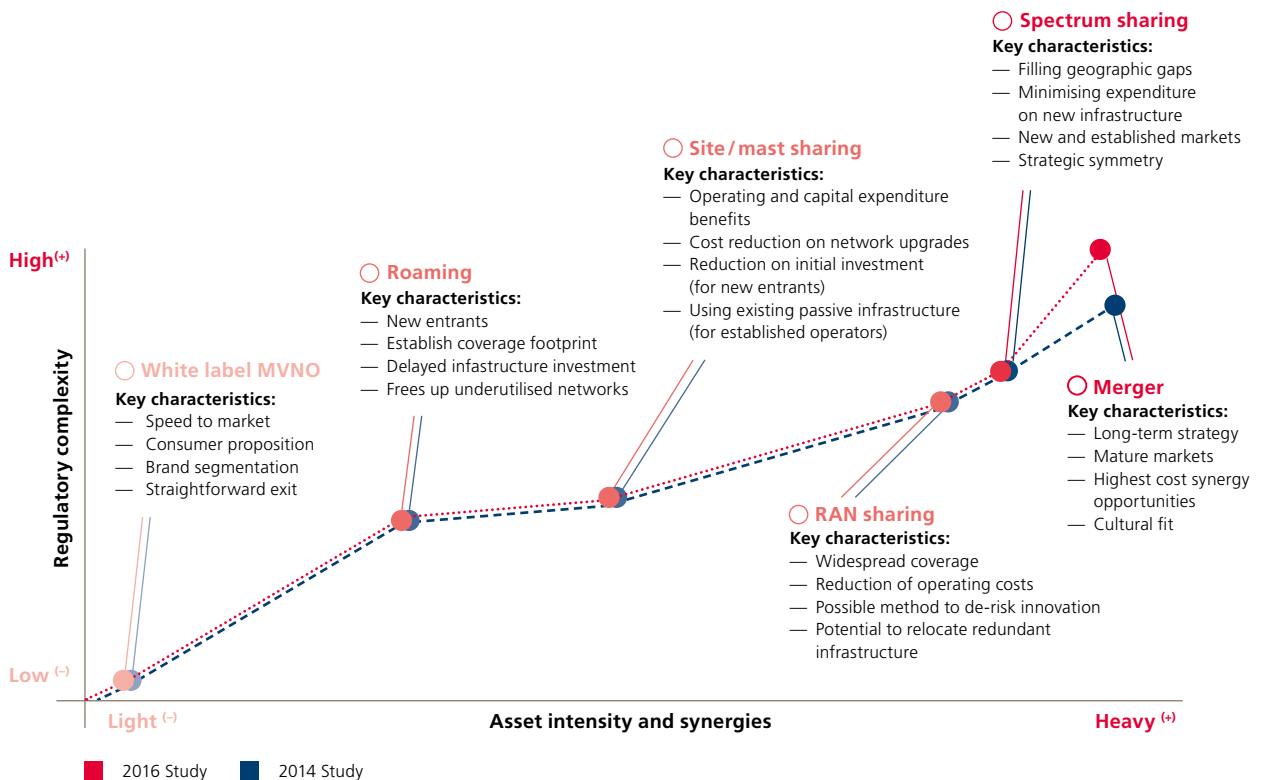 Spectrum sharing
Key characteristics:
— Filling geographic gaps
— Minimising expenditure
on new infrastructure
— New and established markets
— Strategic symmetry
Site / mast sharing
Key characteristics:
— Operating and capital expenditure
benefits
— Cost reduction on network upgrades
— Reduction on initial investment
(for new entrants)
— Using existing passive infrastructure
(for established operators)
High (+)
Roaming
Key characteristics:
— New entrants
— Establish coverage footprint
— Delayed infastructure investment
— Frees up underutilised networks
White label MVNO
Key characteristics:
— Speed to market
— Consumer proposition
— Brand segmentation
— Straightforward exit
Regulatory complexity
Merger
Key characteristics:
— Long-term strategy
— Mature markets
— Highest cost synergy
opportunities
— Cultural fit
RAN sharing
Key characteristics:
— Widespread coverage
— Reduction of operating costs
— Possible method to de-risk innovation
— Potential to relocate redundant
infrastructure
Low (–)
Light (–)
Asset intensity and synergies
Heavy (+)
2016 Study
2014 Study